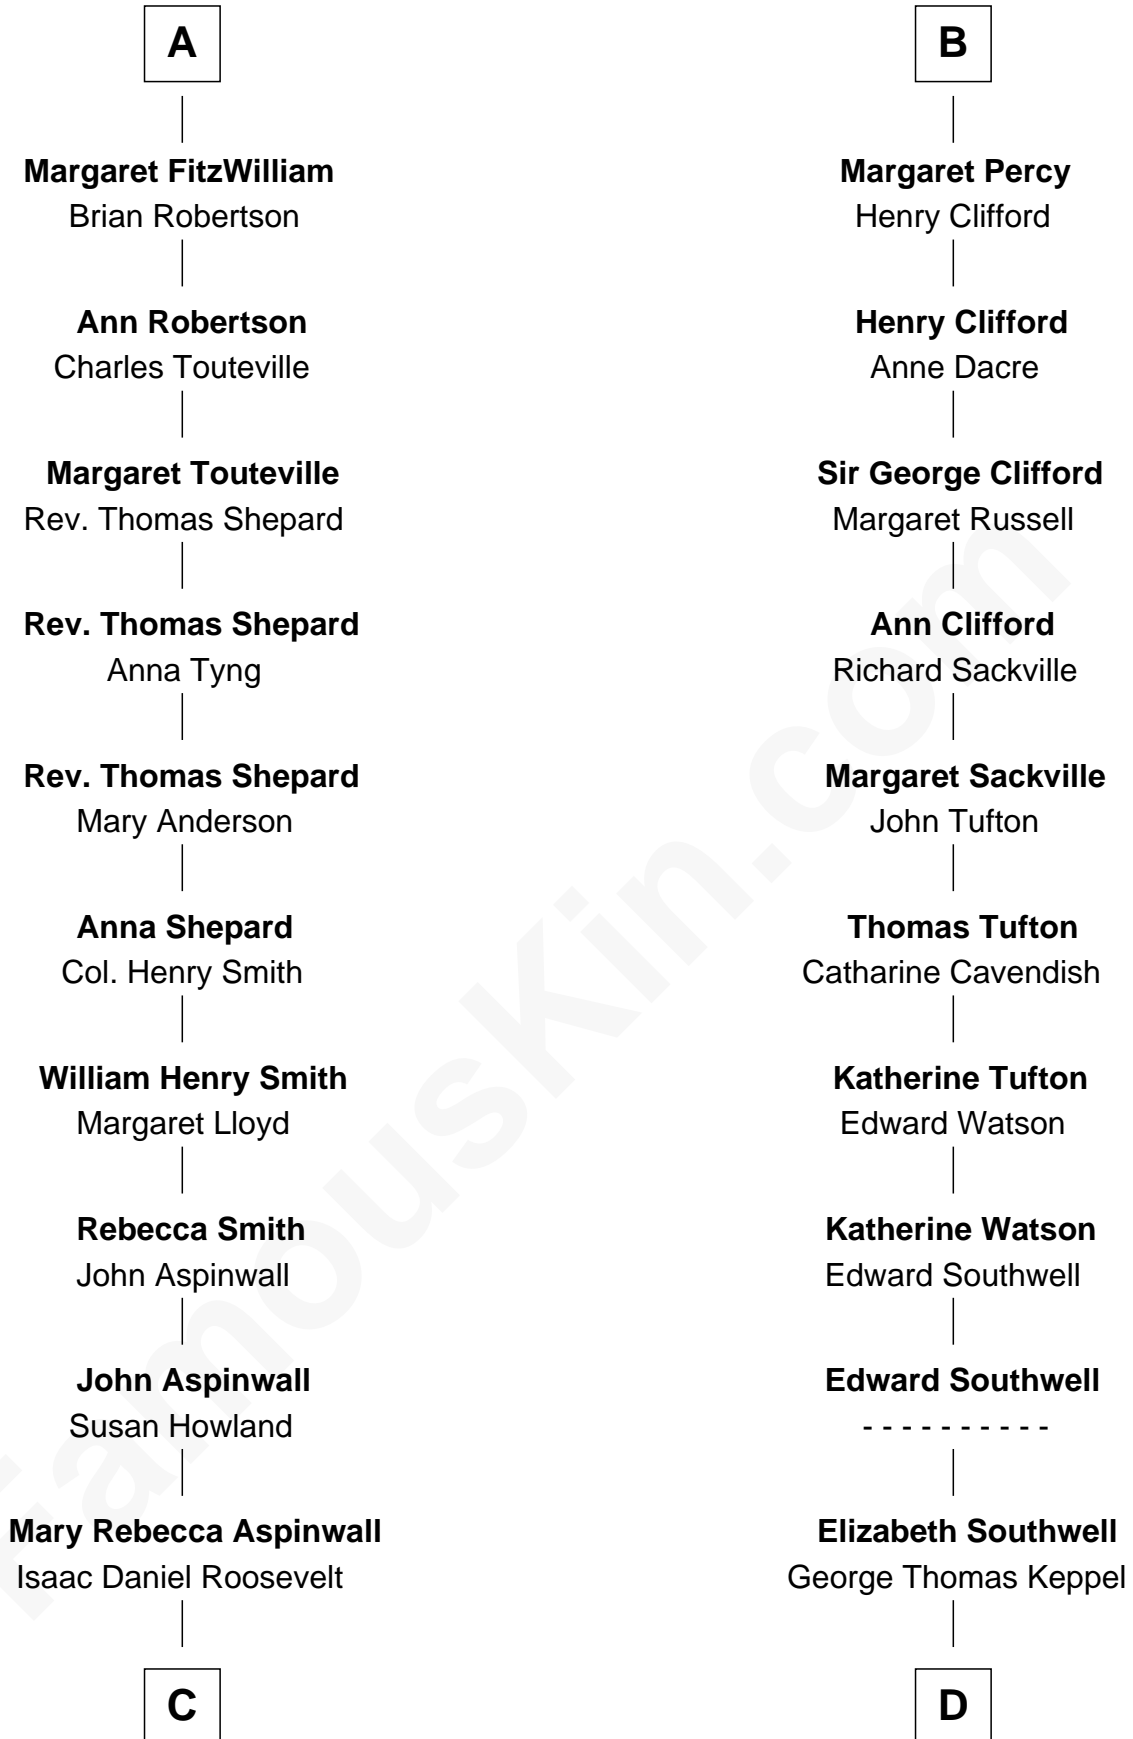 A
Margaret FitzWilliam
Brian Robertson
Ann Robertson
Charles Touteville
Margaret Touteville
Rev. Thomas Shepard
Rev. Thomas Shepard
Anna Tyng
Rev. Thomas Shepard
Mary Anderson
Anna Shepard
Col. Henry Smith
William Henry Smith
Margaret Lloyd
Rebecca Smith
John Aspinwall
John Aspinwall
Susan Howland
Mary Rebecca Aspinwall
Isaac Daniel Roosevelt
C
B
Margaret Percy
Henry Clifford
Henry Clifford
Anne Dacre
Sir George Clifford
Margaret Russell
Ann Clifford
Richard Sackville
Margaret Sackville
John Tufton
Thomas Tufton
Catharine Cavendish
Katherine Tufton
Edward Watson
Katherine Watson
Edward Southwell
Edward Southwell
- - - - - - - - - -
Elizabeth Southwell
George Thomas Keppel
D
FamousKin.com